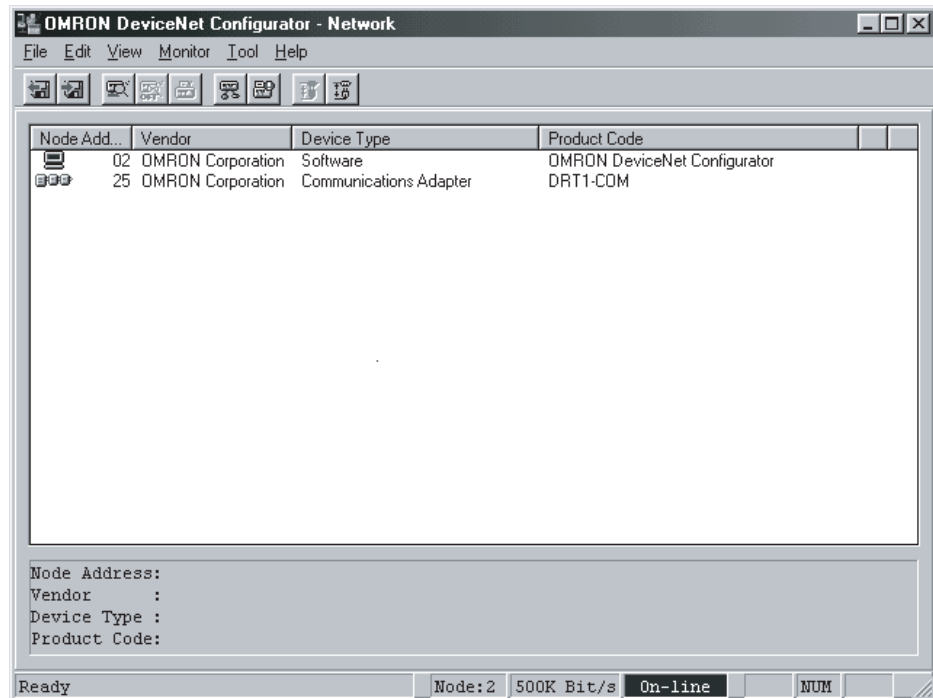 OMRON DeviceNet Configurator - Network
File Edit View Monitor Tool Help
OFF
Node Add... Vendor Device Type Product Code
02 OMRON Corporation Software OMRON DeviceNet Configurator
25 OMRON Corporation Communications Adapter DRT1-COM
Node Address:
Vendor :
Device Type :
Product Code:
Ready Node:2 500K Bit/s On-line NUM